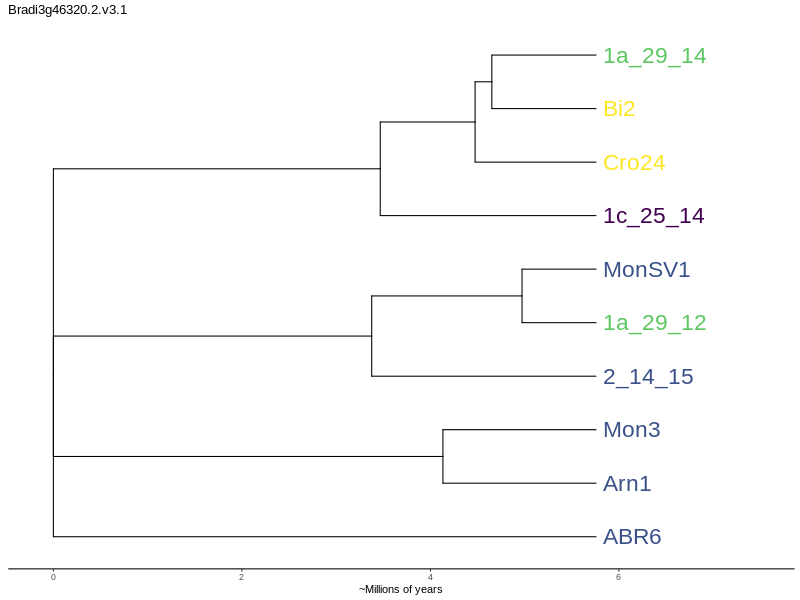 Bradi3g46320.2.v3.1
1a_29_14
Bi2
Cro24
1c_25_14
MonSV1
1a_29_12
2_14_15
Mon3
Arn1
ABR6
0 2 4 6
~Millions of years